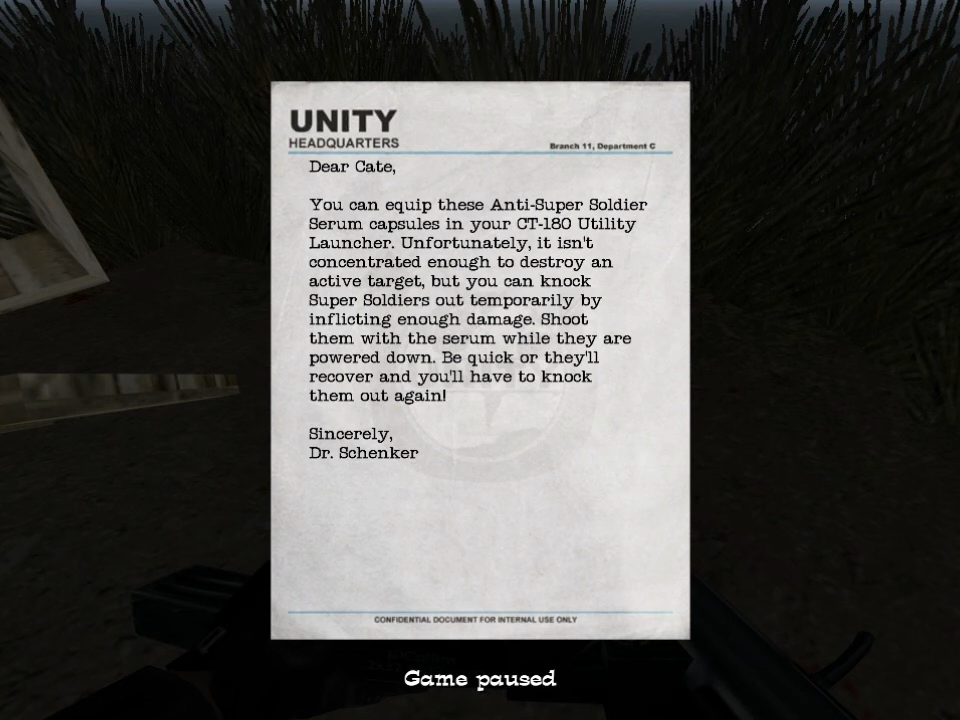 UNITY
HEADQUARTERS
Branch 11, Department C
Dear Cate,
You can equip these Anti-Super Soldier
Serum capsules in your CT-180 Utility
Launcher. Unfortunately, it isn't
concentrated enough to destroy an
active target, but you can knock
Super Soldiers out temporarily by
inflicting enough damage. Shoot
them with the serum while they are
powered down. Be quick or they'll
recover and you'll have to knock
them out again!
Sincerely,
Dr. Schenker
CONFIDENTIAL DOCUMENT FOR INTERNAL USE ONLY
Game paused